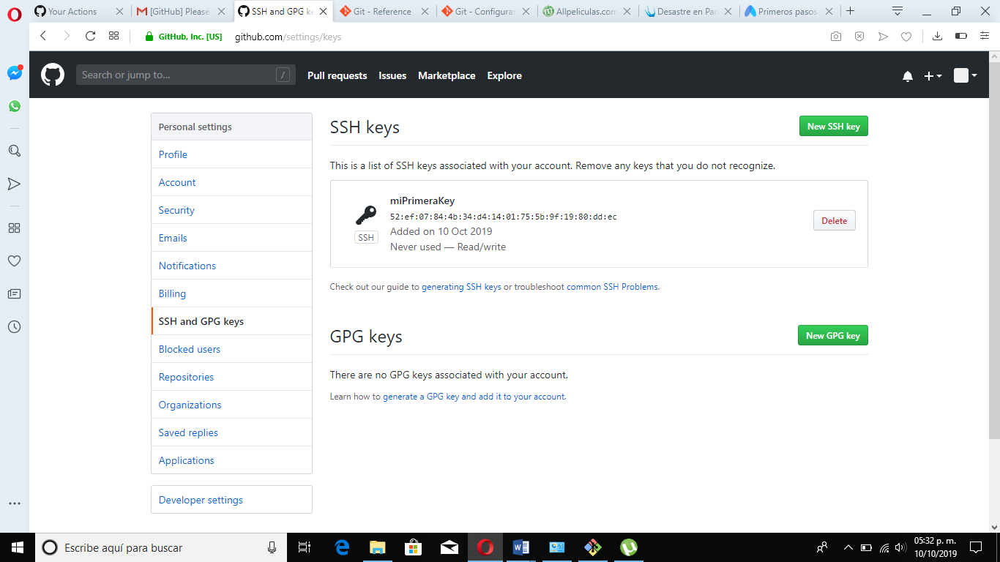 Your Actions
[GitHub] Please
SSH and GPG ke
Git - Reference
Git - Configurar
Allpeliculas.com
Desastre en Par
Primeros pasos
GitHub, Inc. [US]
github.com/settings/keys
Search or jump to...
/
Pull requests
Issues
Marketplace
Explore
Personal settings
Profile
Account
Security
Emails
Notifications
Billing
SSH and GPG keys
Blocked users
Repositories
Organizations
Saved replies
Applications
Developer settings
SSH keys
New SSH key
This is a list of SSH keys associated with your account. Remove any keys that you do not recognize.
SSH
miPrimeraKey
52:ef:07:84:4b:34:d4:14:01:75:5b:9f:19:80:dd:ec
Added on 10 Oct 2019
Never used — Read/write
Delete
Check out our guide to generating SSH keys or troubleshoot common SSH Problems.
GPG keys
New GPG key
There are no GPG keys associated with your account.
Learn how to generate a GPG key and add it to your account.
Escribe aquí para buscar
05:32 p. m.
10/10/2019